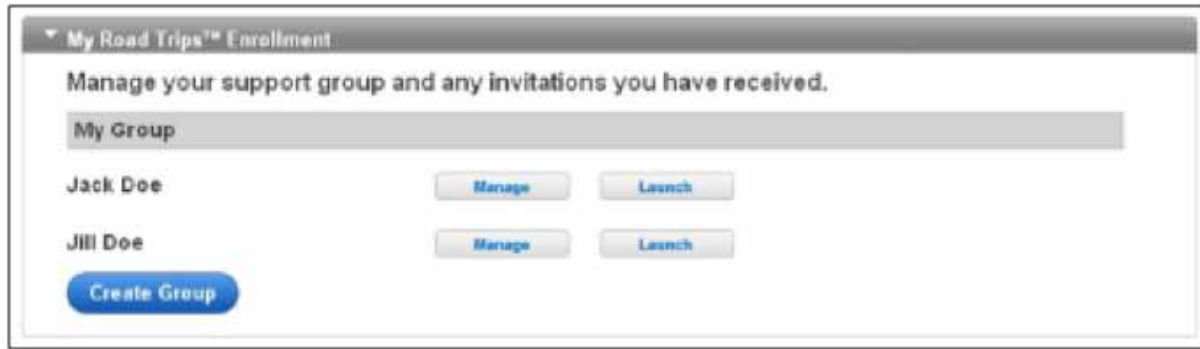 My Road Trips™ Enrollment
Manage your support group and any invitations you have received.
My Group
Jack Doe Manage Launch
Jill Doe Manage Launch
Create Group